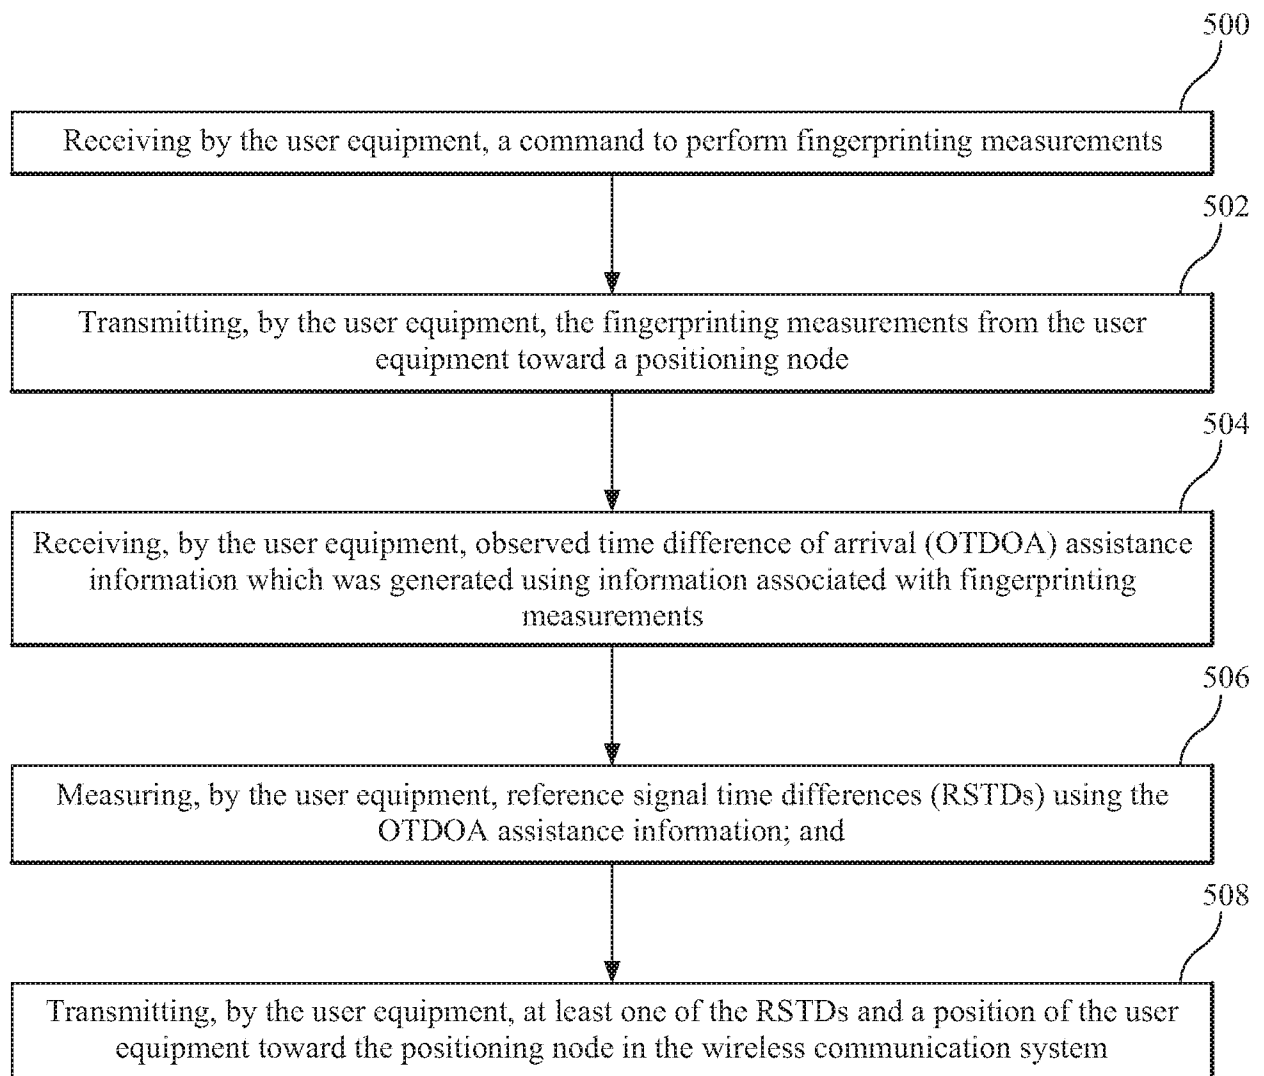 500
Receiving by the user equipment, a command to perform fingerprinting measurements
502
Transmitting, by the user equipment, the fingerprinting measurements from the user
equipment toward a positioning node
504
Receiving, by the user equipment, observed time difference of arrival (OTDOA) assistance
information which was generated using information associated with fingerprinting
measurements
506
Measuring, by the user equipment, reference signal time differences (RSTDs) using the
OTDOA assistance information; and
508
Transmitting, by the user equipment, at least one of the RSTDs and a position of the user
equipment toward the positioning node in the wireless communication system